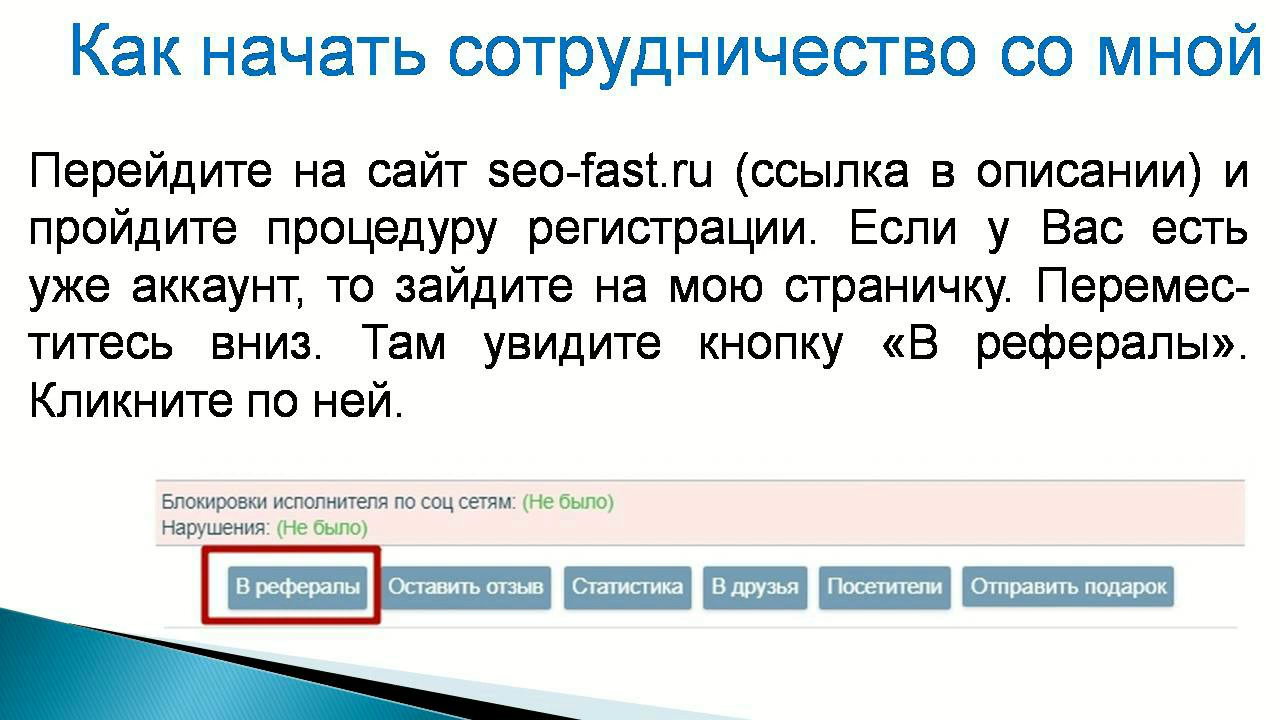 Как начать сотрудничество со мной
Перейдите на сайт seo-fast.ru (ссылка в описании) и
пройдите процедуру регистрации. Если у Вас есть
уже аккаунт, то зайдите на мою страничку. Перемес-
титесь вниз. Там увидите кнопку «В рефералы».
Кликните по ней.
Блокировки исполнителя по соц сетям: (Не было)
Нарушения: (Не было)
В рефералы Оставить отзыв Статистика В друзья Посетители Отправить подарок